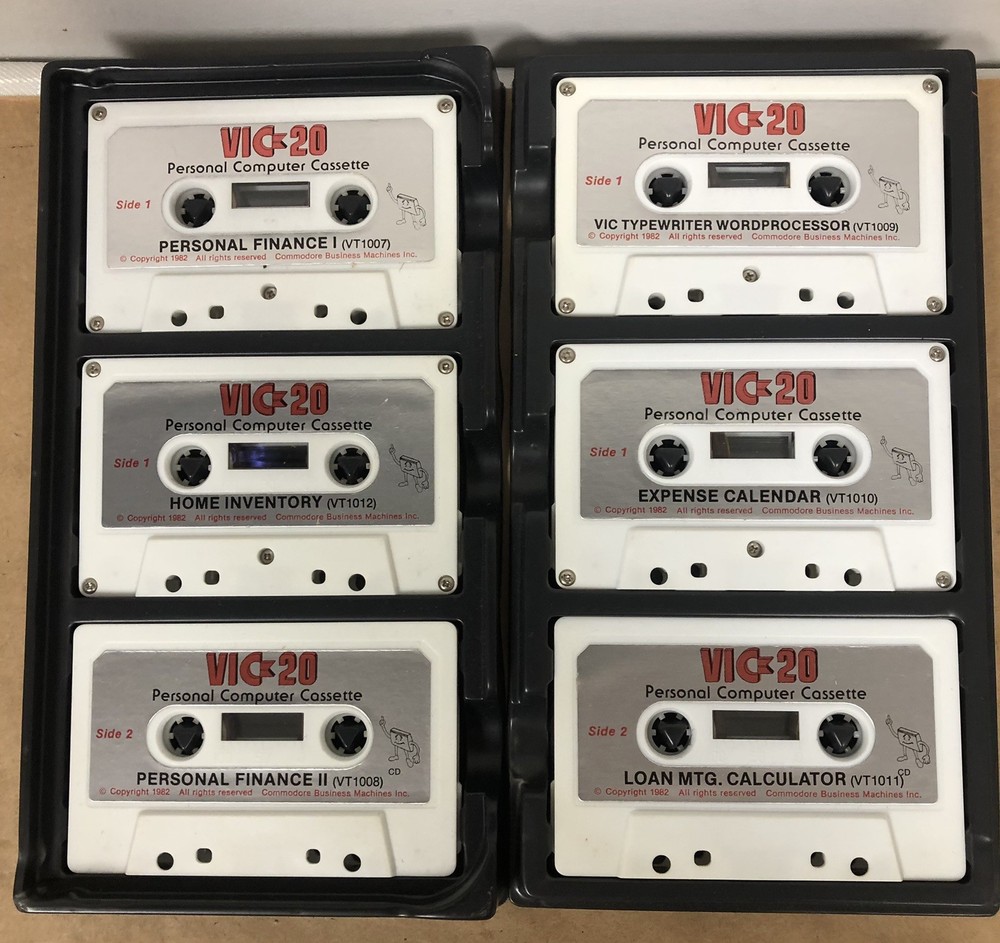 VIC 20
Personal Computer Cassette
Side 1
PERSONAL FINANCE I (VT1007)
© Copyright 1982 All rights reserved Commodore Business Machines Inc.
VIC 20
Personal Computer Cassette
Side 1
HOME INVENTORY (VT1012)
© Copyright 1982 All rights reserved Commodore Business Machines Inc.
VIC 20
Personal Computer Cassette
Side 2
CD
PERSONAL FINANCE II (VT1008)
© Copyright 1982 All rights reserved Commodore Business Machines Inc.
VIC 20
Personal Computer Cassette
Side 1
VIC TYPEWRITER WORDPROCESSOR (VT1009)
© Copyright 1982 All rights reserved Commodore Business Machines Inc.
VIC 20
Personal Computer Cassette
Side 1
EXPENSE CALENDAR (VT1010)
© Copyright 1982 All rights reserved Commodore Business Machines Inc.
VIC 20
Personal Computer Cassette
Side 2
CD
LOAN MTG. CALCULATOR (VT1011)
© Copyright 1982 All rights reserved Commodore Business Machines Inc.